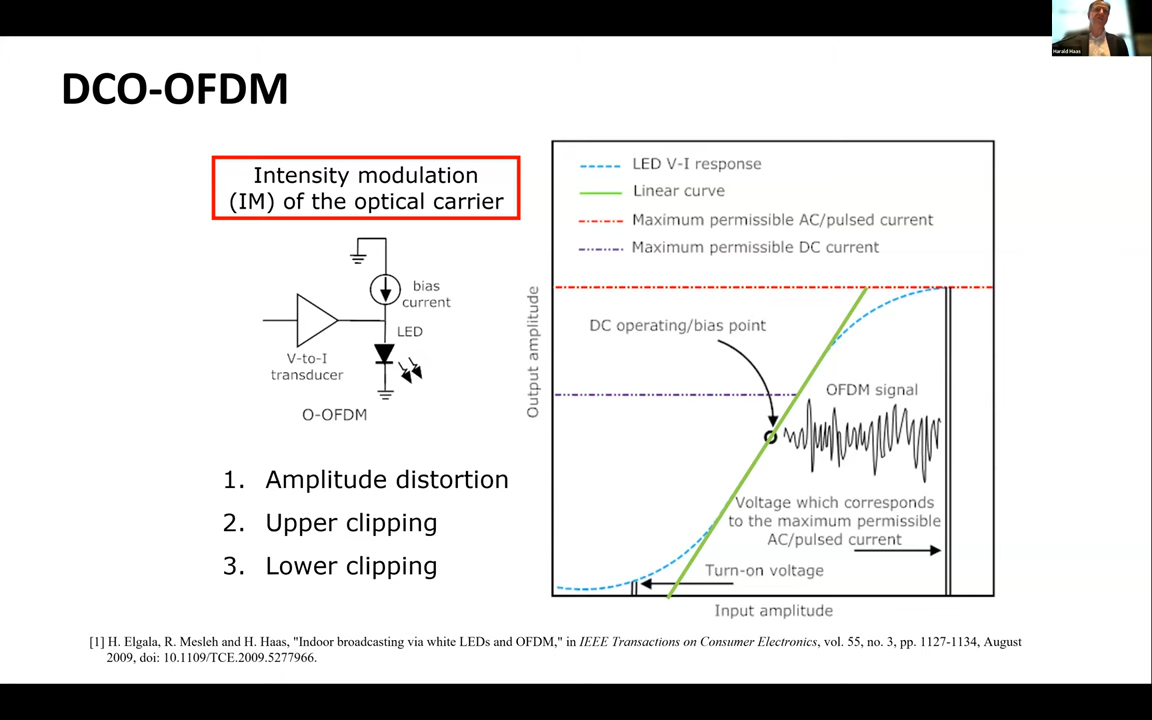 Harald Haas
DCO-OFDM
Intensity modulation
(IM) of the optical carrier
bias
current
LED
V-to-I
transducer
O-OFDM
1. Amplitude distortion
2. Upper clipping
3. Lower clipping
LED V-I response
Linear curve
Maximum permissible AC/pulsed current
Maximum permissible DC current
Output amplitude
DC operating/bias point
OFDM signal
Voltage which corresponds
to the maximum permissible
AC/pulsed current
Turn-on voltage
Input amplitude
[1] H. Elgala, R. Mesleh and H. Haas, "Indoor broadcasting via white LEDs and OFDM," in IEEE Transactions on Consumer Electronics, vol. 55, no. 3, pp. 1127-1134, August
2009, doi: 10.1109/TCE.2009.5277966.